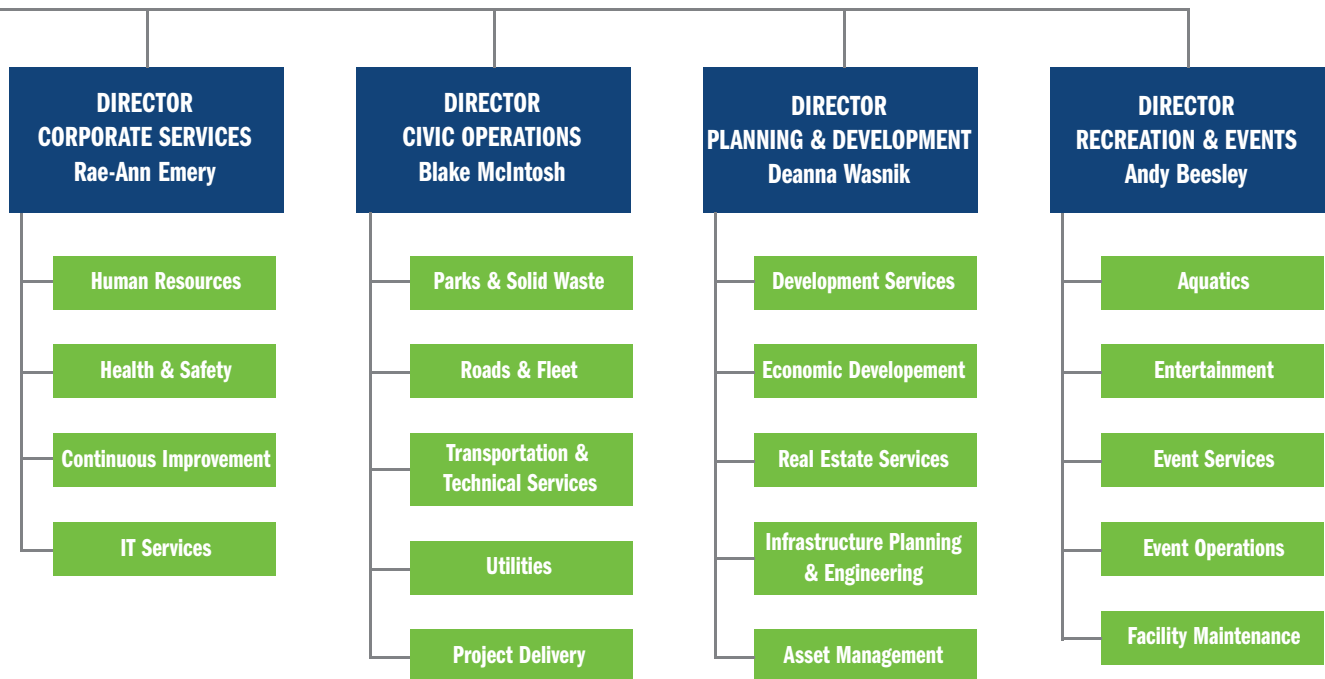 DIRECTOR
CORPORATE SERVICES
Rae-Ann Emery
Human Resources
Health & Safety
Continuous Improvement
IT Services
DIRECTOR
CIVIC OPERATIONS
Blake McIntosh
Parks & Solid Waste
Roads & Fleet
Transportation &
Technical Services
Utilities
Project Delivery
DIRECTOR
PLANNING & DEVELOPMENT
Deanna Wasnik
Development Services
Economic Developement
Real Estate Services
Infrastructure Planning
& Engineering
Asset Management
DIRECTOR
RECREATION & EVENTS
Andy Beesley
Aquatics
Entertainment
Event Services
Event Operations
Facility Maintenance